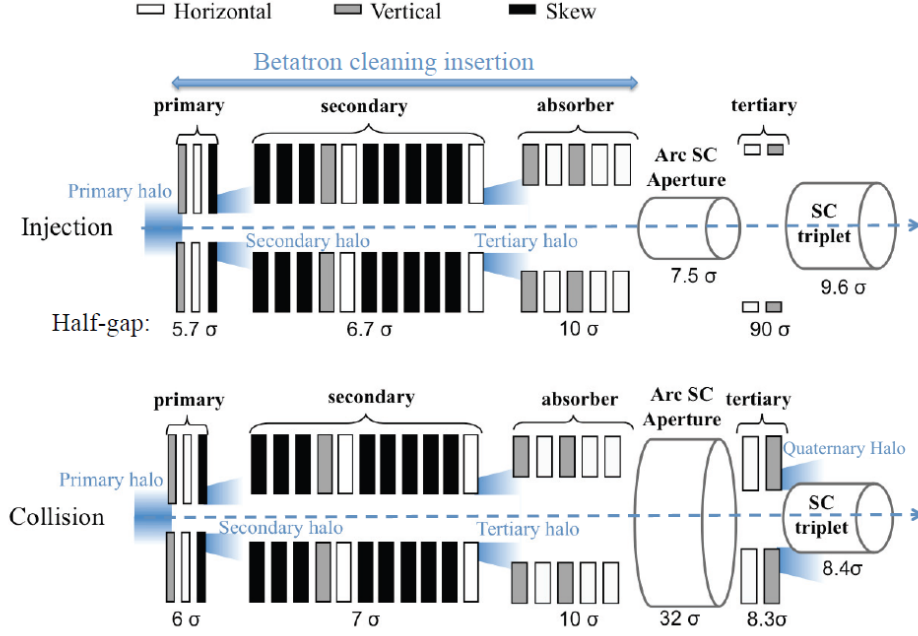 Horizontal Vertical Skew
Betatron cleaning insertion
primary secondary absorber tertiary
Arc SC
Aperture
Primary halo
Injection
Secondary halo Tertiary halo
SC
triplet
7.5 σ
9.6 σ
Half-gap: 5.7 σ 6.7 σ 10 σ 90 σ
primary secondary absorber Arc SC
Aperture tertiary
Quaternary Halo
Primary halo
Collision
Secondary halo Tertiary halo
SC
triplet
8.4σ
6 σ 7 σ 10 σ 32 σ 8.3σ